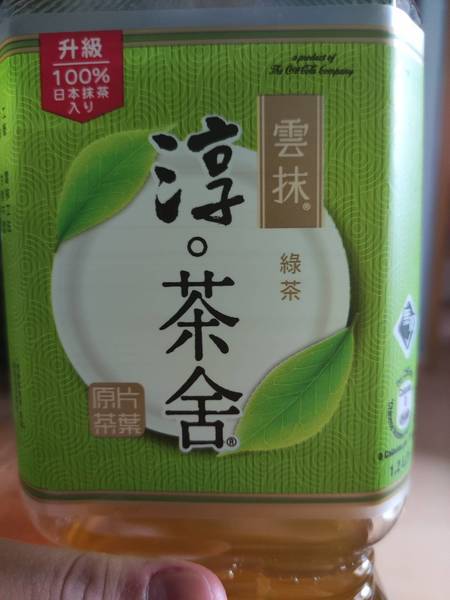 升級
100%
日本抹茶
入り
a product of
The Coca-Cola Company
雲抹®
淳。茶舍®
綠茶
原片
茶葉